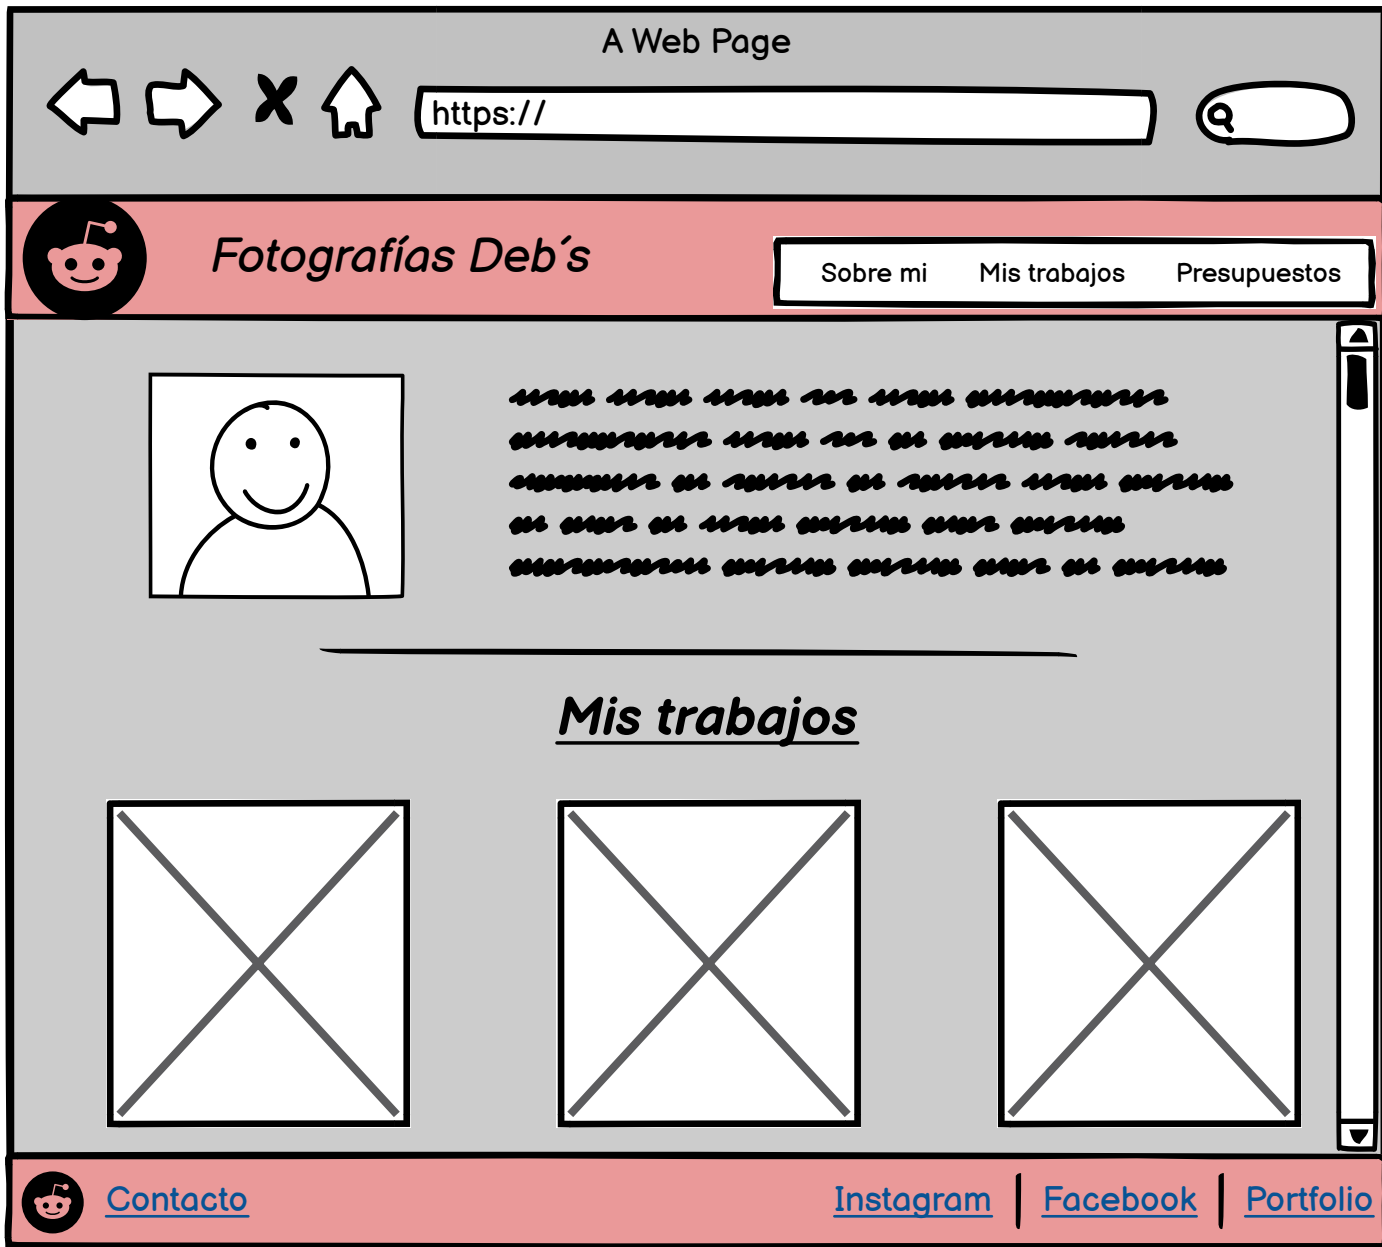 A Web Page
https://
Fotografías Deb´s
Sobre mi
Mis trabajos
Presupuestos
Mis trabajos
Contacto
Instagram
Facebook
Portfolio